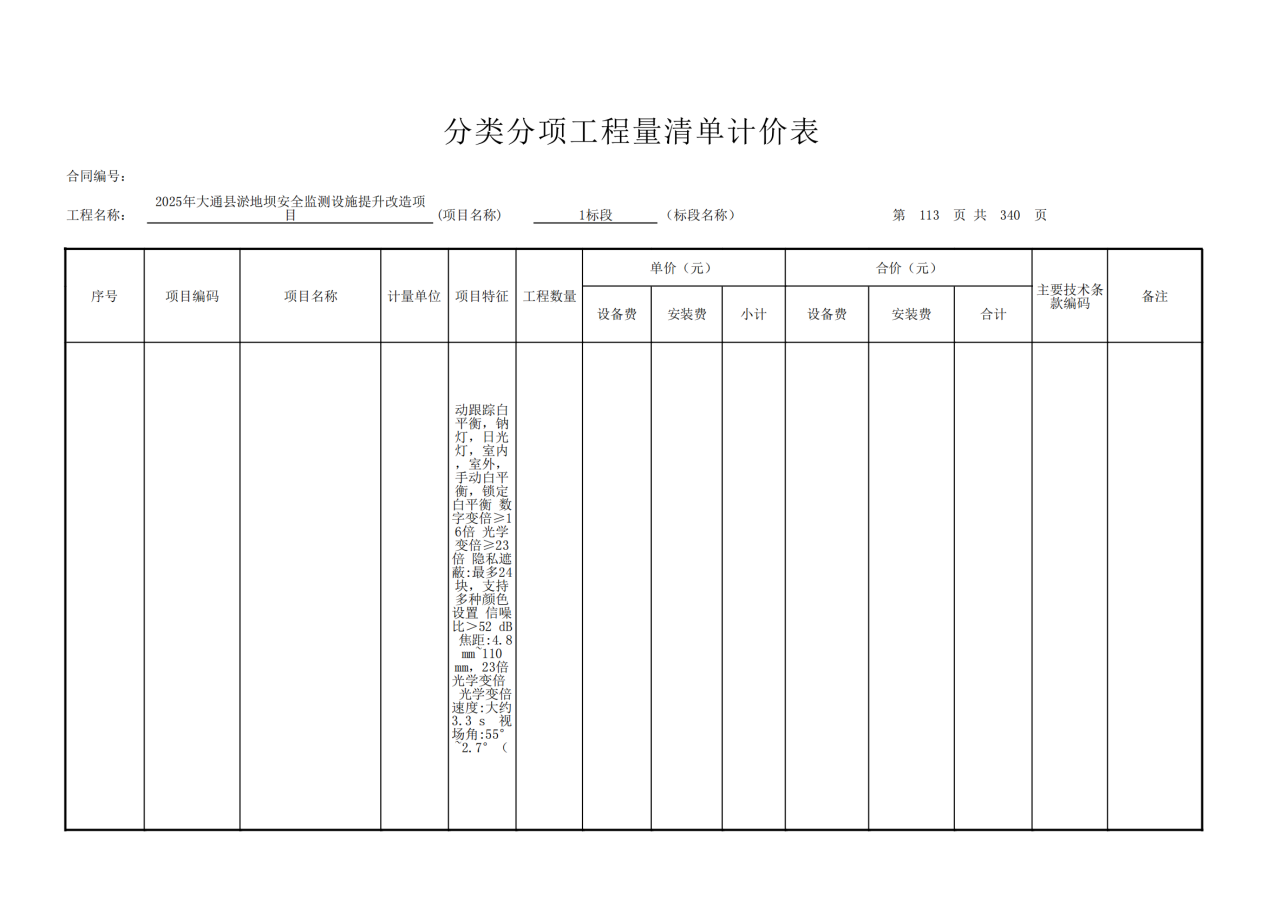 分类分项工程量清单计价表
合同编号:
2025年大通县淤地坝安全监测设施提升改造项
工程名称: 目 (项目名称) 1标段 （标段名称） 第 113 页 共 340 页
序号 项目编码 项目名称 计量单位 项目特征 工程数量 单价（元） 合价（元） 主要技术条 备注
款编码
设备费 安装费 小计 设备费 安装费 合计
动跟踪白
平衡，钠
灯，日光
灯，室内
，室外，
手动白平
衡，锁定
白平衡 数
字变倍≥1
6倍 光学
变倍≥23
倍 隐私遮
蔽:最多24
块，支持
多种颜色
设置 信噪
比＞52 dB
焦距:4.8
mm~110
mm，23倍
光学变倍
光学变倍
速度:大约
3.3 s 视
场角:55°
~2.7° （